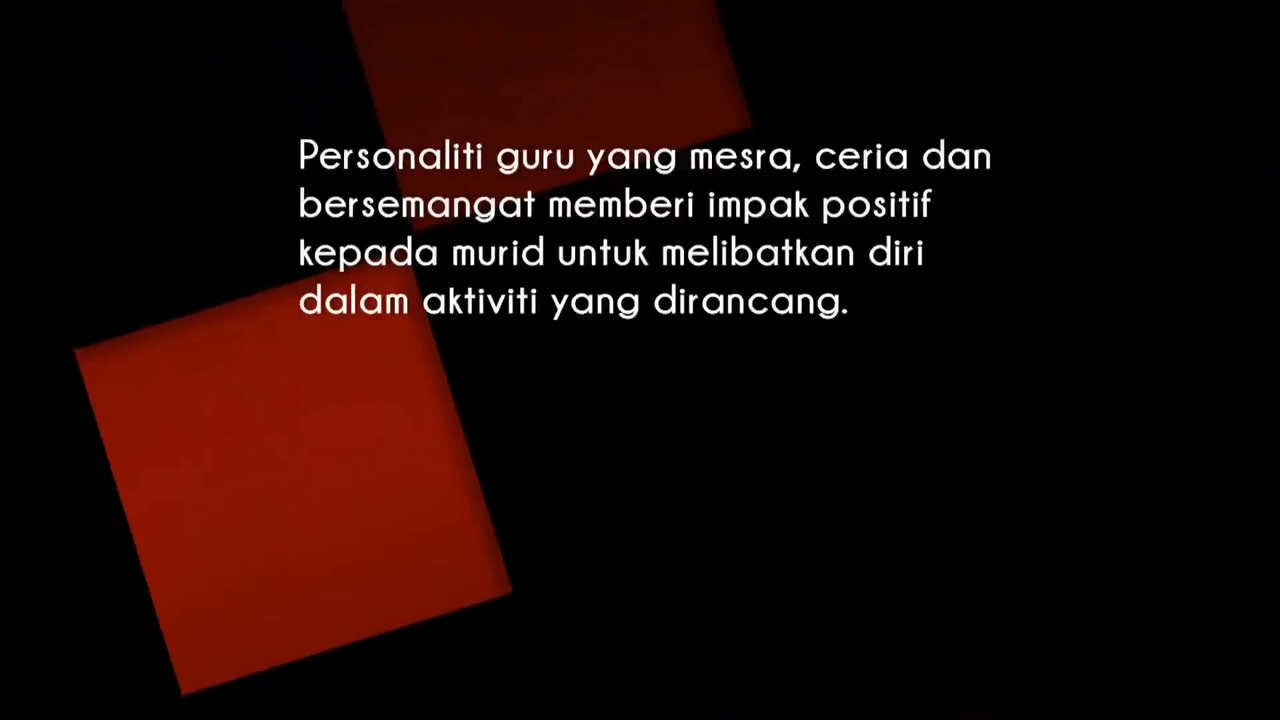 Personaliti guru yang mesra, ceria dan
bersemangat memberi impak positif
kepada murid untuk melibatkan diri
dalam aktiviti yang dirancang.